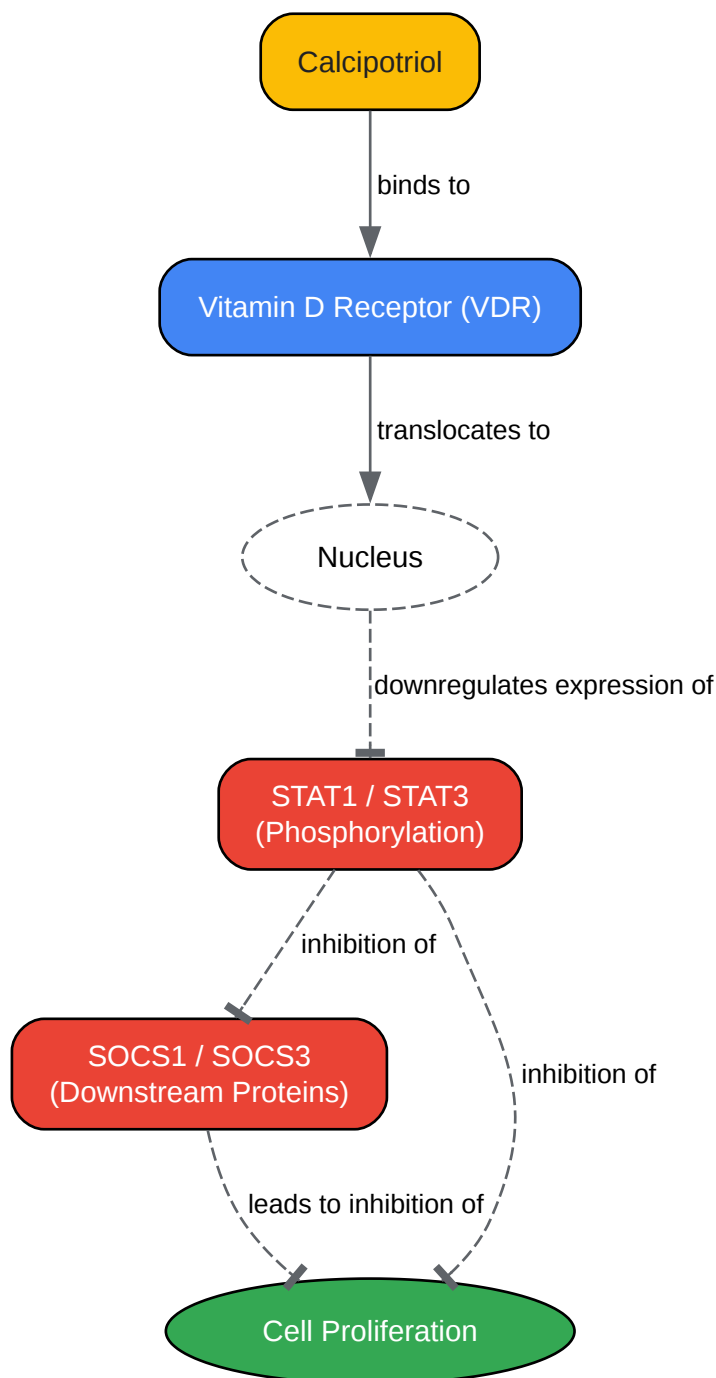 Calcipotriol
binds to
Vitamin D Receptor (VDR)
translocates to
Nucleus
downregulates expression of
STAT1 / STAT3
(Phosphorylation)
inhibition of
SOCS1 / SOCS3
(Downstream Proteins)
inhibition of
leads to inhibition of
Cell Proliferation